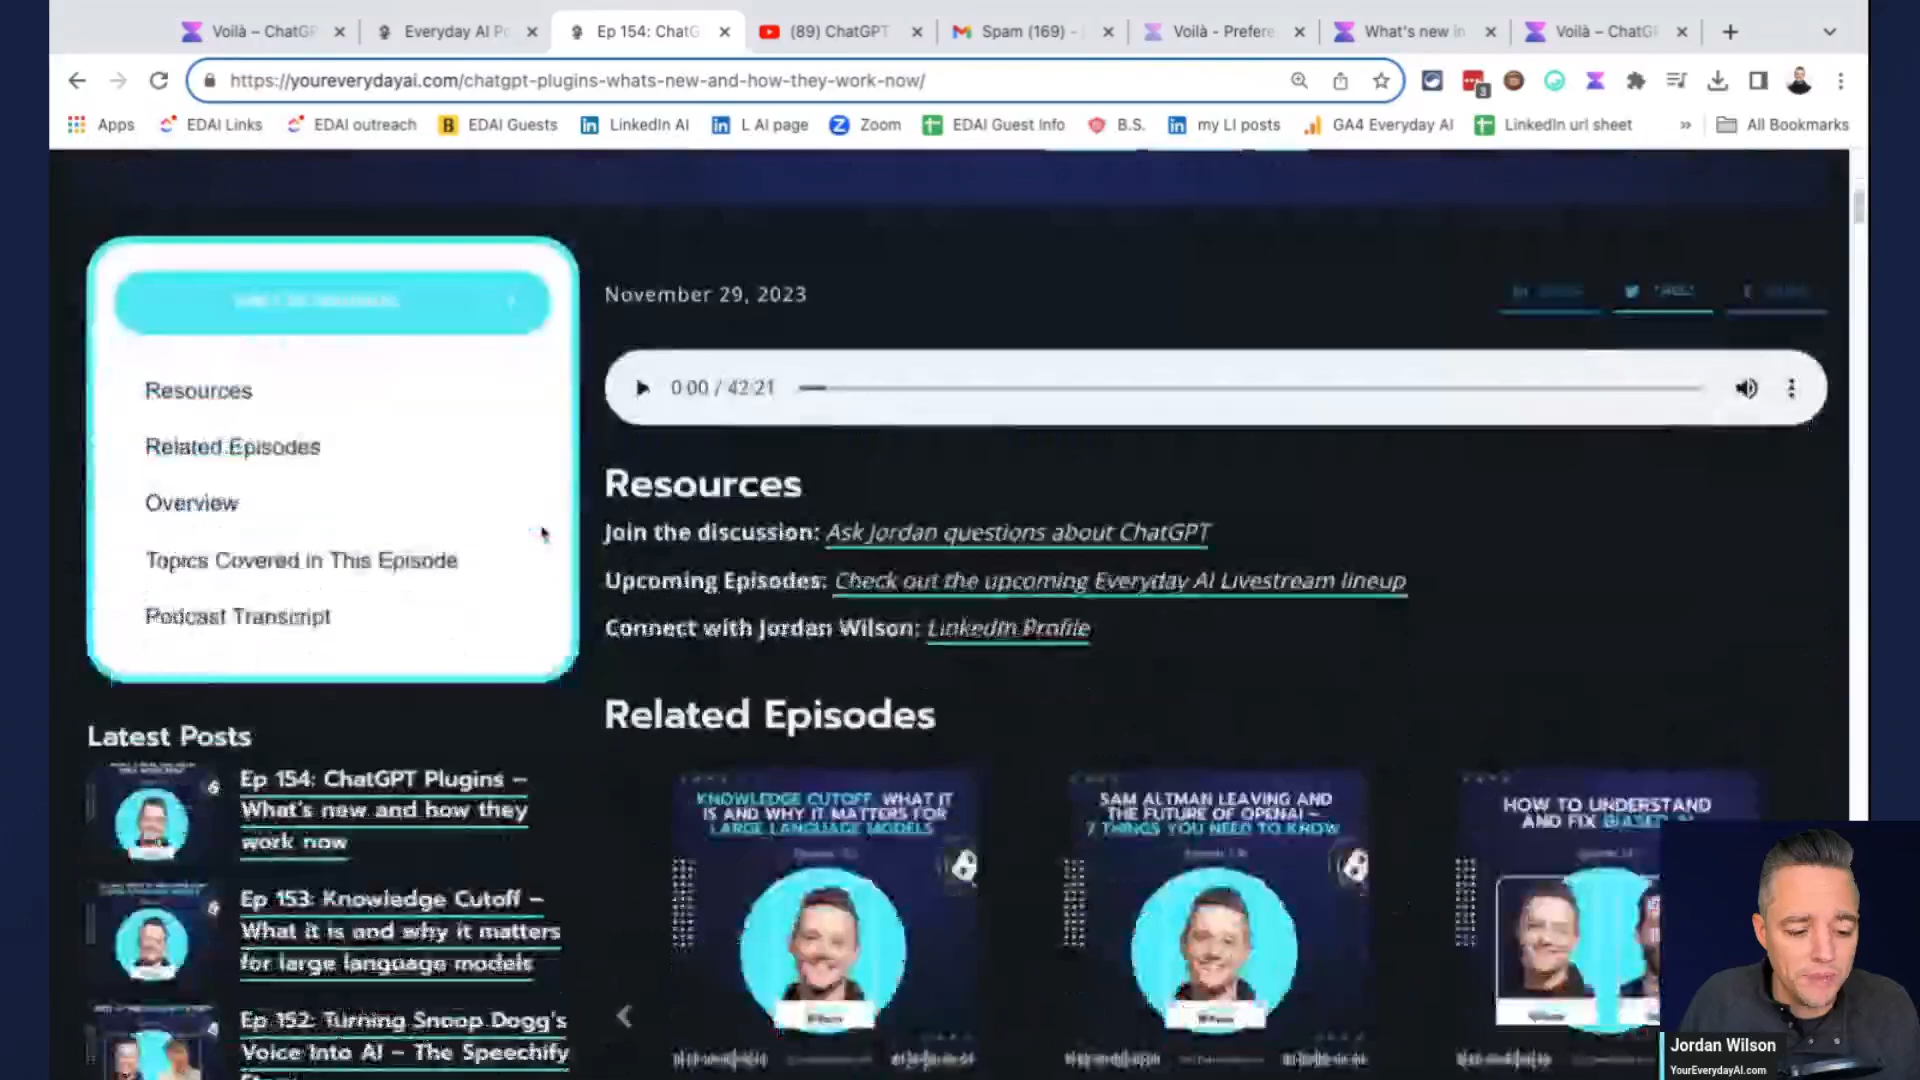 Voilà – ChatGP
Everyday AI Po
Ep 154: ChatG
(89) ChatGPT
Spam (169) -
Voilà - Prefere
What's new in
Voilà – ChatGP
https://youreverydayai.com/chatgpt-plugins-whats-new-and-how-they-work-now/
3
Apps
EDAI Links
EDAI outreach
EDAI Guests
LinkedIn AI
L AI page
Zoom
EDAI Guest Info
B.S.
my LI posts
GA4 Everyday AI
LinkedIn url sheet
»
All Bookmarks
November 29, 2023
TWEET
0:00 / 42:21
Resources
Related Episodes
Overview
Topics Covered in This Episode
Podcast Transcript
Resources
Join the discussion: Ask Jordan questions about ChatGPT
Upcoming Episodes: Check out the upcoming Everyday AI Livestream lineup
Connect with Jordan Wilson: LinkedIn Profile
Related Episodes
KNOWLEDGE CUTOFF, WHAT IT
IS AND WHY IT MATTERS FOR
LARGE LANGUAGE MODELS
SAM ALTMAN LEAVING AND
THE FUTURE OF OPENAI –
7 THINGS YOU NEED TO KNOW
HOW TO UNDERSTAND
AND FIX BIASED AI
Latest Posts
Ep 154: ChatGPT Plugins –
What's new and how they
work now
Ep 153: Knowledge Cutoff –
What it is and why it matters
for large language models
Ep 152: Turning Snoop Dogg's
Voice Into AI – The Speechify
Jordan Wilson
YourEverydayAI.com